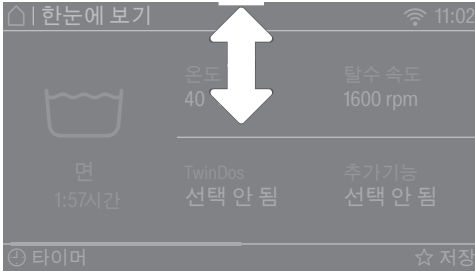 | 한눈에 보기 11:02
온도 탈수 속도
40 1600 rpm
면 TwinDos 추가기능
1:57시간 선택 안 됨 선택 안 됨
타이머 저장